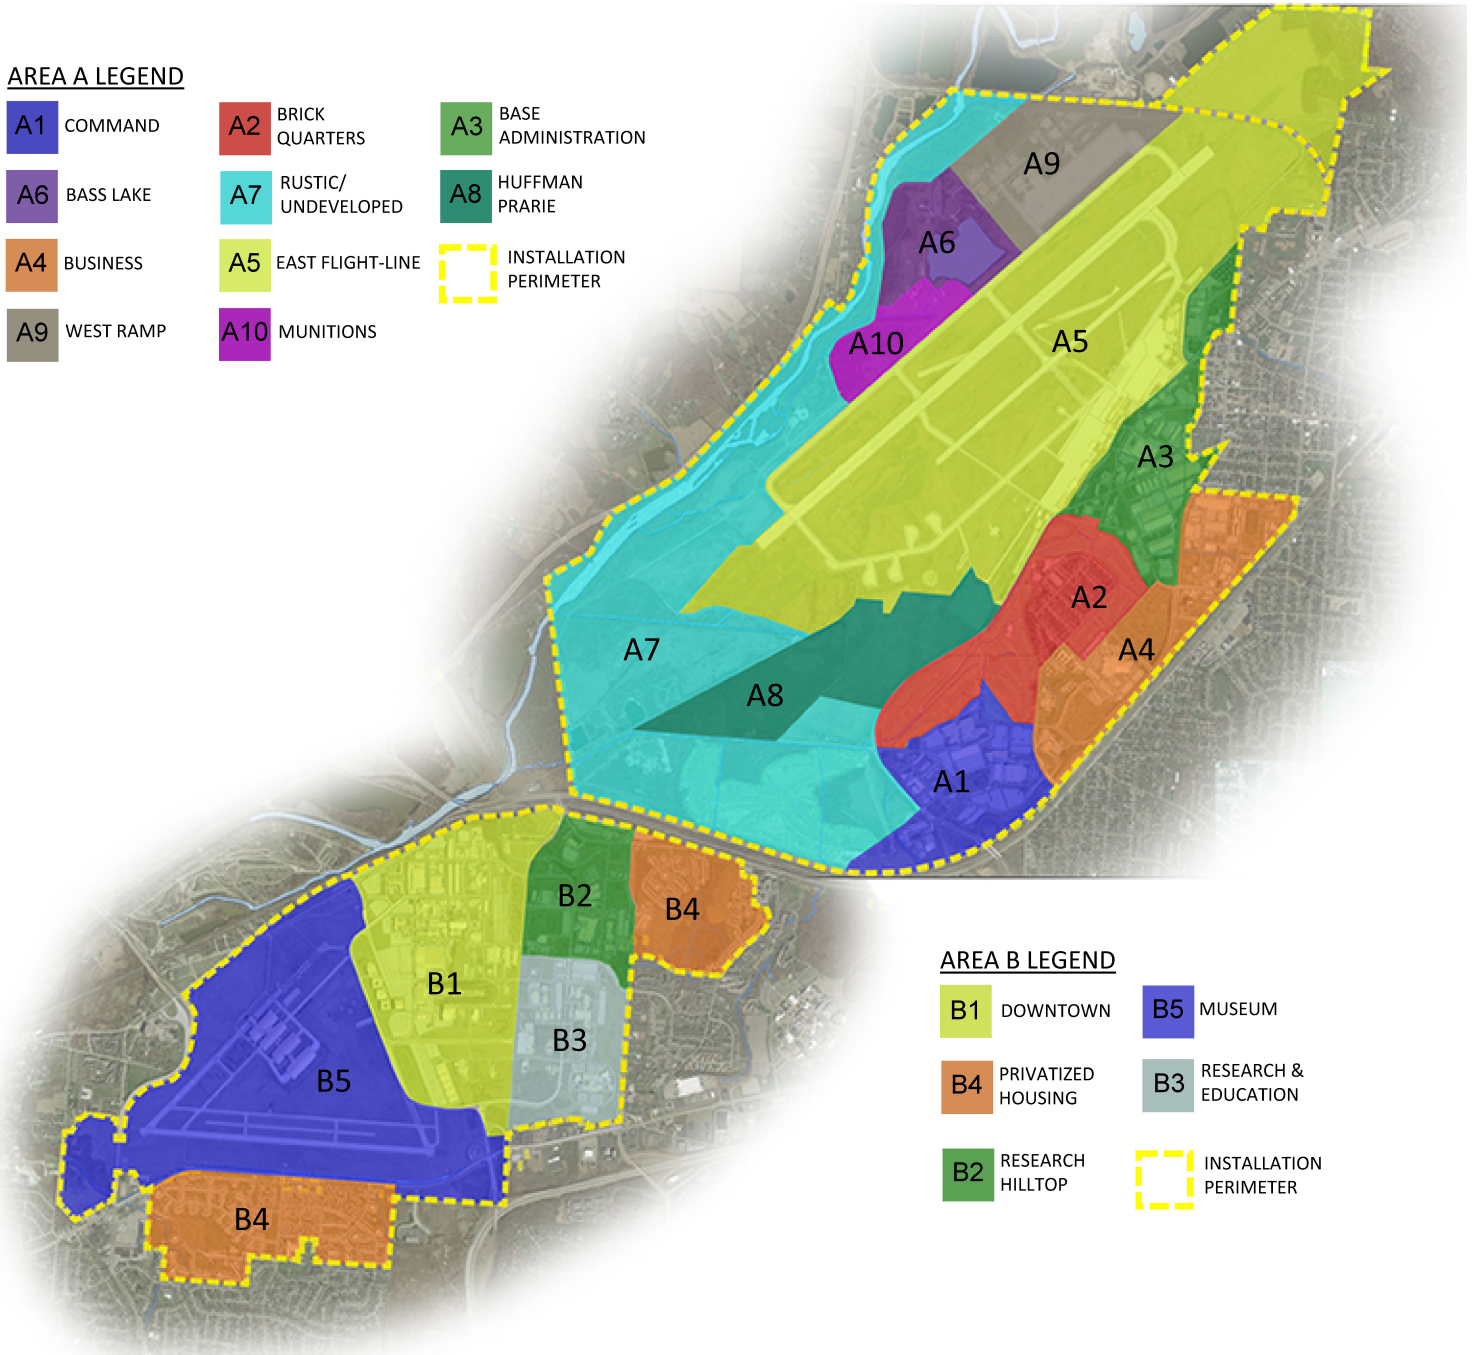 AREA A LEGEND
A1 COMMAND
A2 BRICK
QUARTERS
A3 BASE
ADMINISTRATION
A6 BASS LAKE
A7 RUSTIC/
UNDEVELOPED
A8 HUFFMAN
PRARIE
A4 BUSINESS
A5 EAST FLIGHT-LINE
INSTALLATION
PERIMETER
A9 WEST RAMP
A10 MUNITIONS
A9
A6
A10
A5
A3
A2
A7
A4
A8
A1
B2
B4
B1
B3
B5
B4
AREA B LEGEND
B1 DOWNTOWN
B5 MUSEUM
B4 PRIVATIZED
HOUSING
B3 RESEARCH &
EDUCATION
B2 RESEARCH
HILLTOP
INSTALLATION
PERIMETER